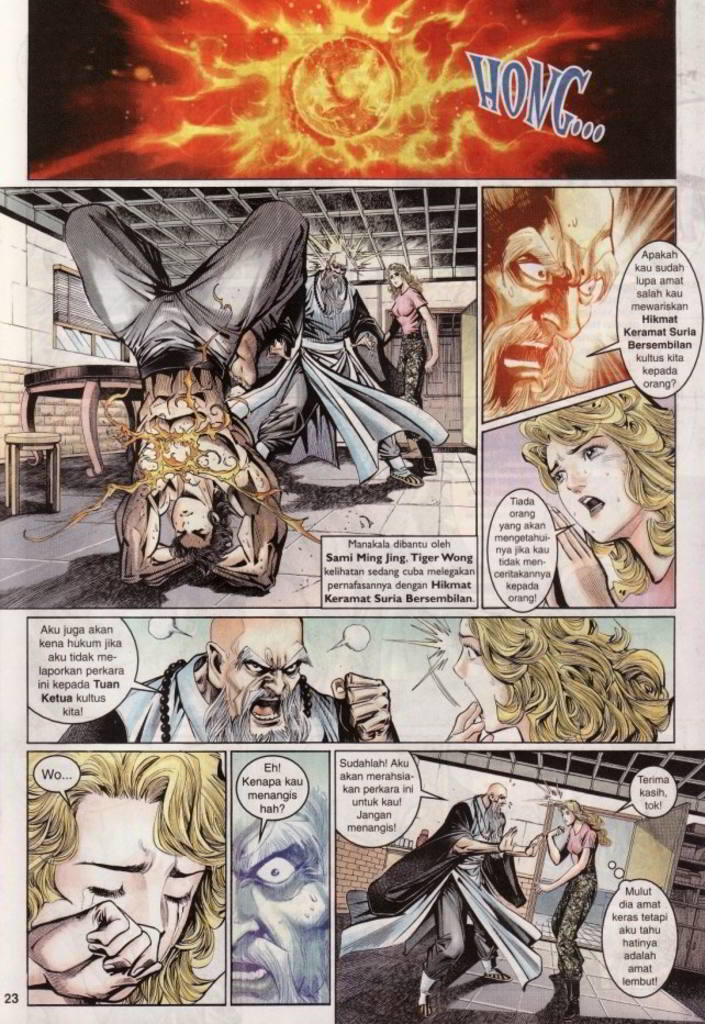 HONG...
Manakala dibantu oleh
Sami Ming Jing, Tiger Wong
kelihatan sedang cuba melegakan
pernafasannya dengan Hikmat
Keramat Suria Bersembilan.
Apakah
kau sudah
lupa amat
salah kau
mewariskan
Hikmat
Keramat Suria
Bersembilan
kultus kita
kepada
orang?
Tiada
orang
yang akan
mengetahui-
nya jika kau
tidak men-
ceritakannya
kepada
orang!
Aku juga akan
kena hukum jika
aku tidak me-
laporkan perkara
ini kepada Tuan
Ketua kultus
kita!
Wo...
Eh!
Kenapa kau
menangis
hah?
Sudahlah! Aku
akan merahsia-
kan perkara ini
untuk kau!
Jangan
menangis!
Terima
kasih,
tok!
Mulut
dia amat
keras tetapi
aku tahu
hatinya
adalah
amat
lembut!
23